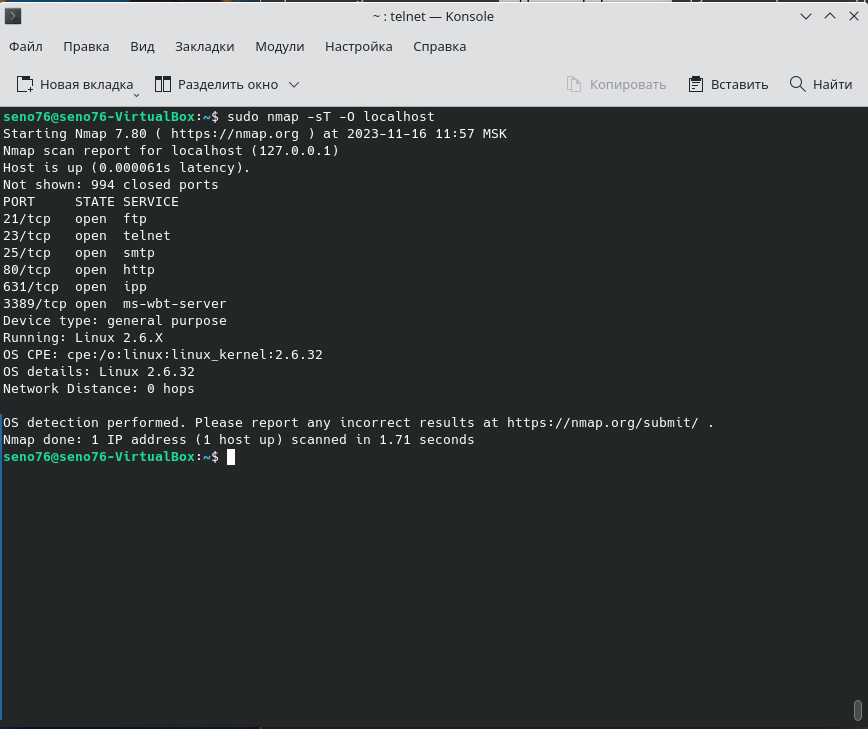 ~ : telnet — Konsole
Файл Правка Вид Закладки Модули Настройка Справка
Новая вкладка Разделить окно Копировать Вставить Найти
seno76@seno76-VirtualBox:~$ sudo nmap -sT -O localhost
Starting Nmap 7.80 ( https://nmap.org ) at 2023-11-16 11:57 MSK
Nmap scan report for localhost (127.0.0.1)
Host is up (0.000061s latency).
Not shown: 994 closed ports
PORT     STATE SERVICE
21/tcp   open  ftp
23/tcp   open  telnet
25/tcp   open  smtp
80/tcp   open  http
631/tcp  open  ipp
3389/tcp open  ms-wbt-server
Device type: general purpose
Running: Linux 2.6.X
OS CPE: cpe:/o:linux:linux_kernel:2.6.32
OS details: Linux 2.6.32
Network Distance: 0 hops
OS detection performed. Please report any incorrect results at https://nmap.org/submit/ .
Nmap done: 1 IP address (1 host up) scanned in 1.71 seconds
seno76@seno76-VirtualBox:~$